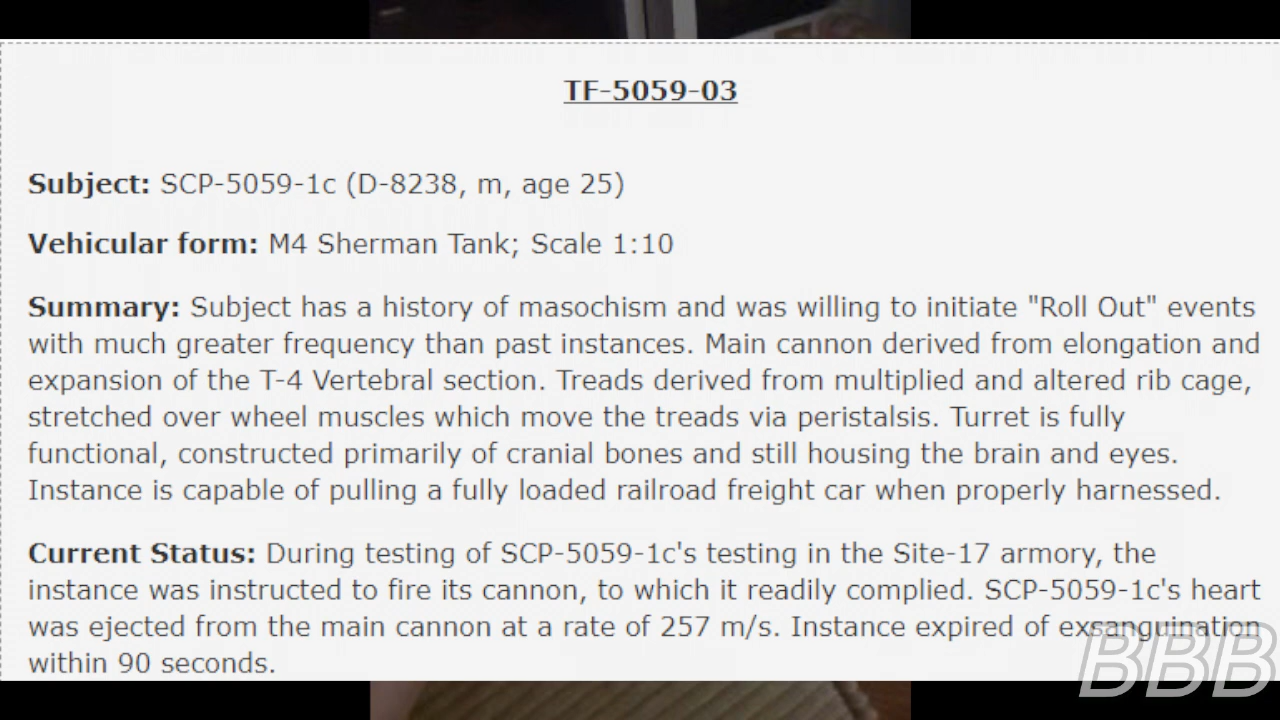 TF-5059-03
Subject: SCP-5059-1c (D-8238, m, age 25)
Vehicular form: M4 Sherman Tank; Scale 1:10
Summary: Subject has a history of masochism and was willing to initiate "Roll Out" events
with much greater frequency than past instances. Main cannon derived from elongation and
expansion of the T-4 Vertebral section. Treads derived from multiplied and altered rib cage,
stretched over wheel muscles which move the treads via peristalsis. Turret is fully
functional, constructed primarily of cranial bones and still housing the brain and eyes.
Instance is capable of pulling a fully loaded railroad freight car when properly harnessed.
Current Status: During testing of SCP-5059-1c's testing in the Site-17 armory, the
instance was instructed to fire its cannon, to which it readily complied. SCP-5059-1c's heart
was ejected from the main cannon at a rate of 257 m/s. Instance expired of exsanguination
within 90 seconds.
BBB